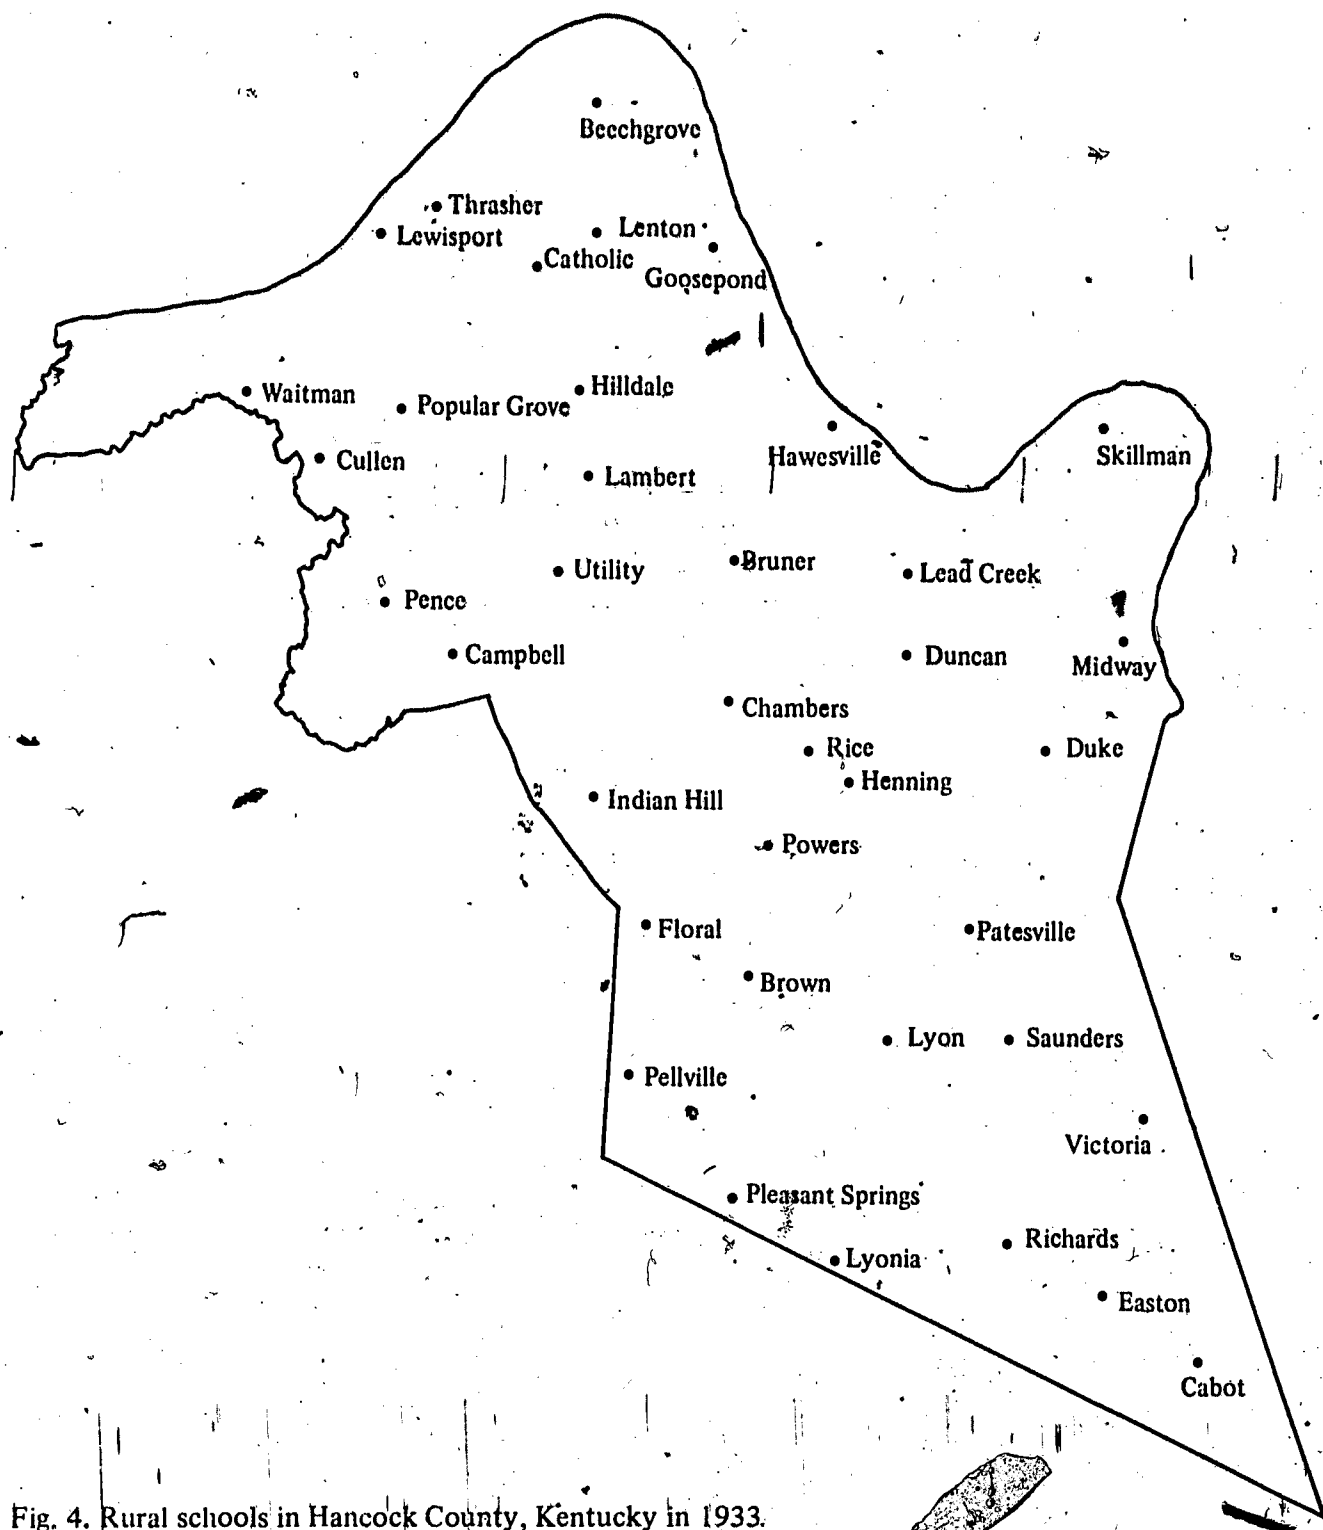 Beechgrove
Thrasher
Lewisport
Lenton
Catholic
Goosepond
Waitman
Popular Grove
Hilldale
Cullen
Hawesville
Skillman
Lambert
Utility
Bruner
Lead Creek
Pence
Campbell
Duncan
Midway
Chambers
Rice
Duke
Henning
Indian Hill
Powers
Floral
Patesville
Brown
Lyon
Saunders
Pellville
Victoria
Pleasant Springs
Richards
Lyonia
Easton
Cabot
Fig. 4. Rural schools in Hancock County, Kentucky in 1933.